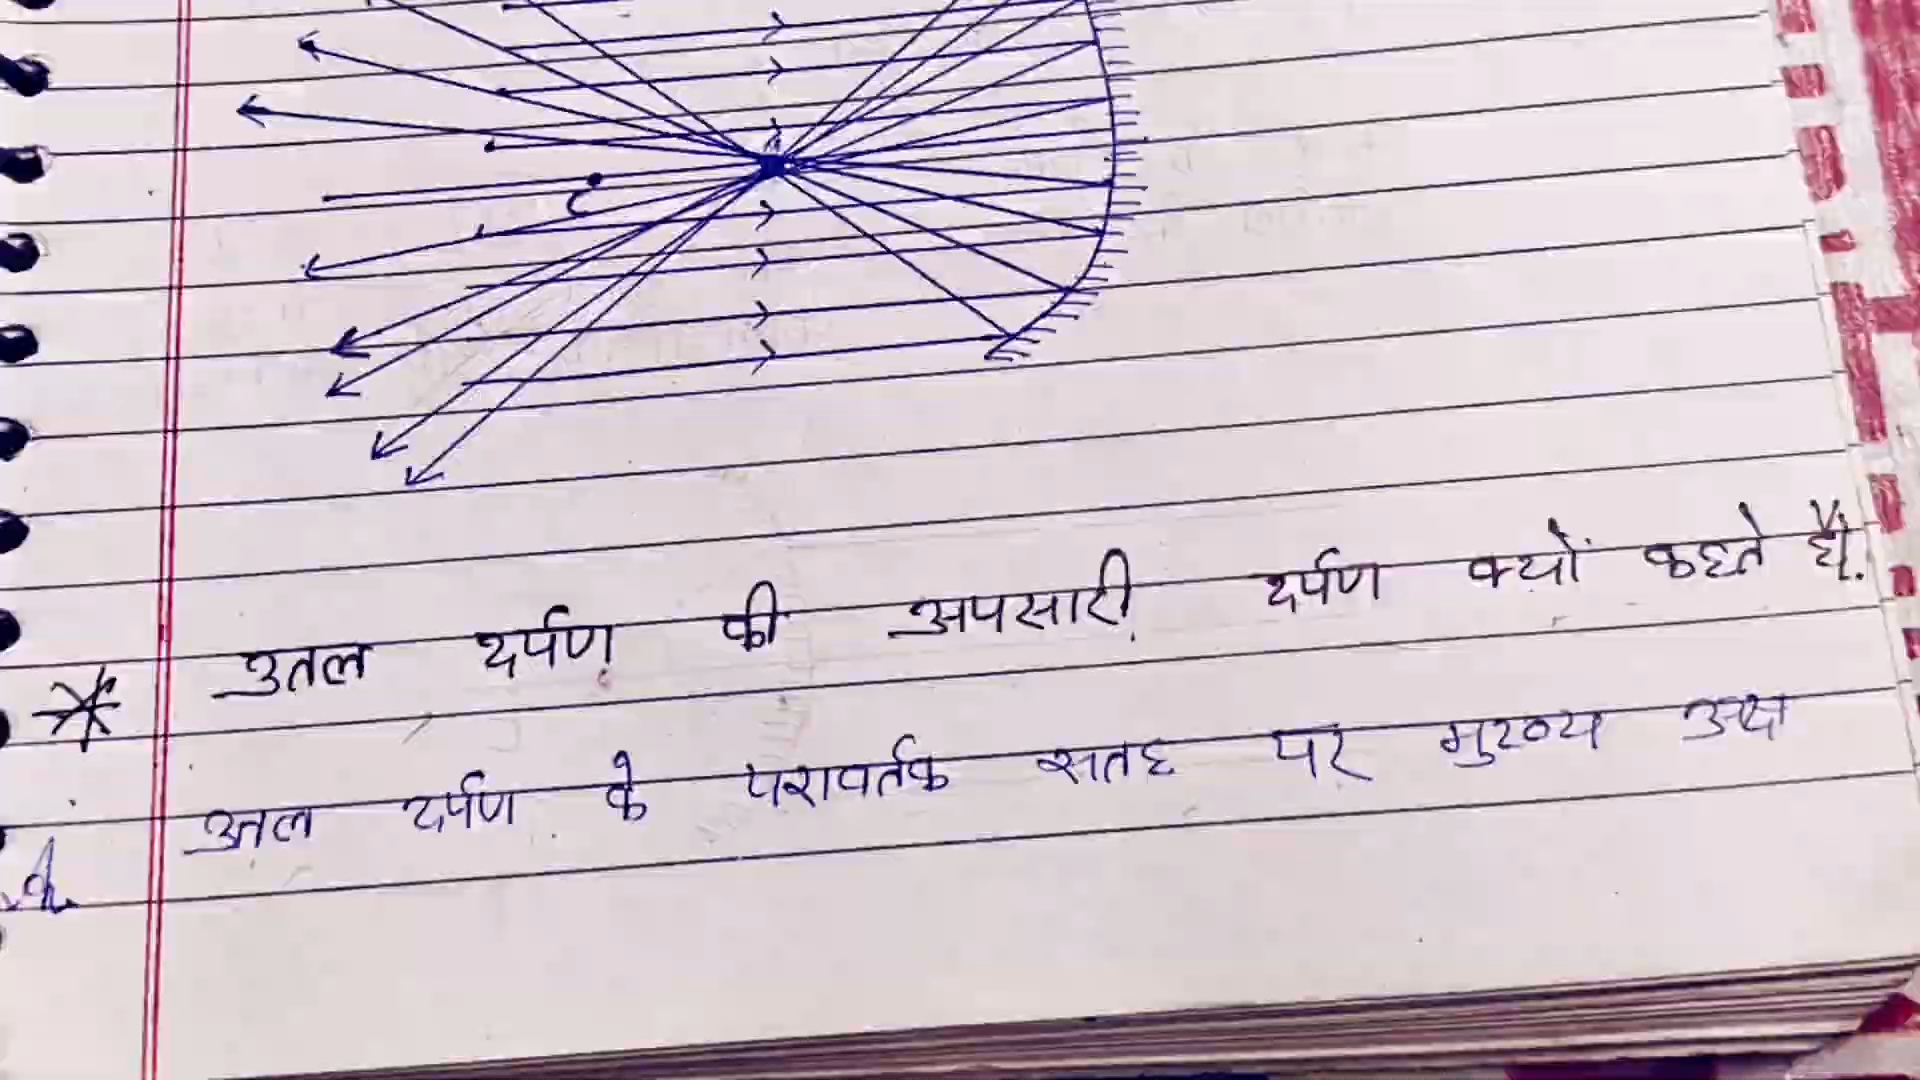 C
उतल दर्पण की अपसारी दर्पण क्यों कहते है.
उतल दर्पण के परावर्तक सतह पर मुख्य अक्ष